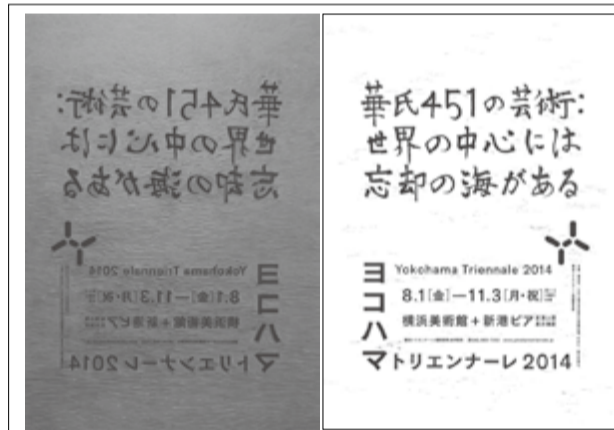 華氏451の芸術:
世界の中心には
忘却の海がある
ヨコハマ
Yokohama Triennale 2014
8.1[金]—11.3[月・祝]
横浜美術館+新港ピア
トリエンナーレ2014